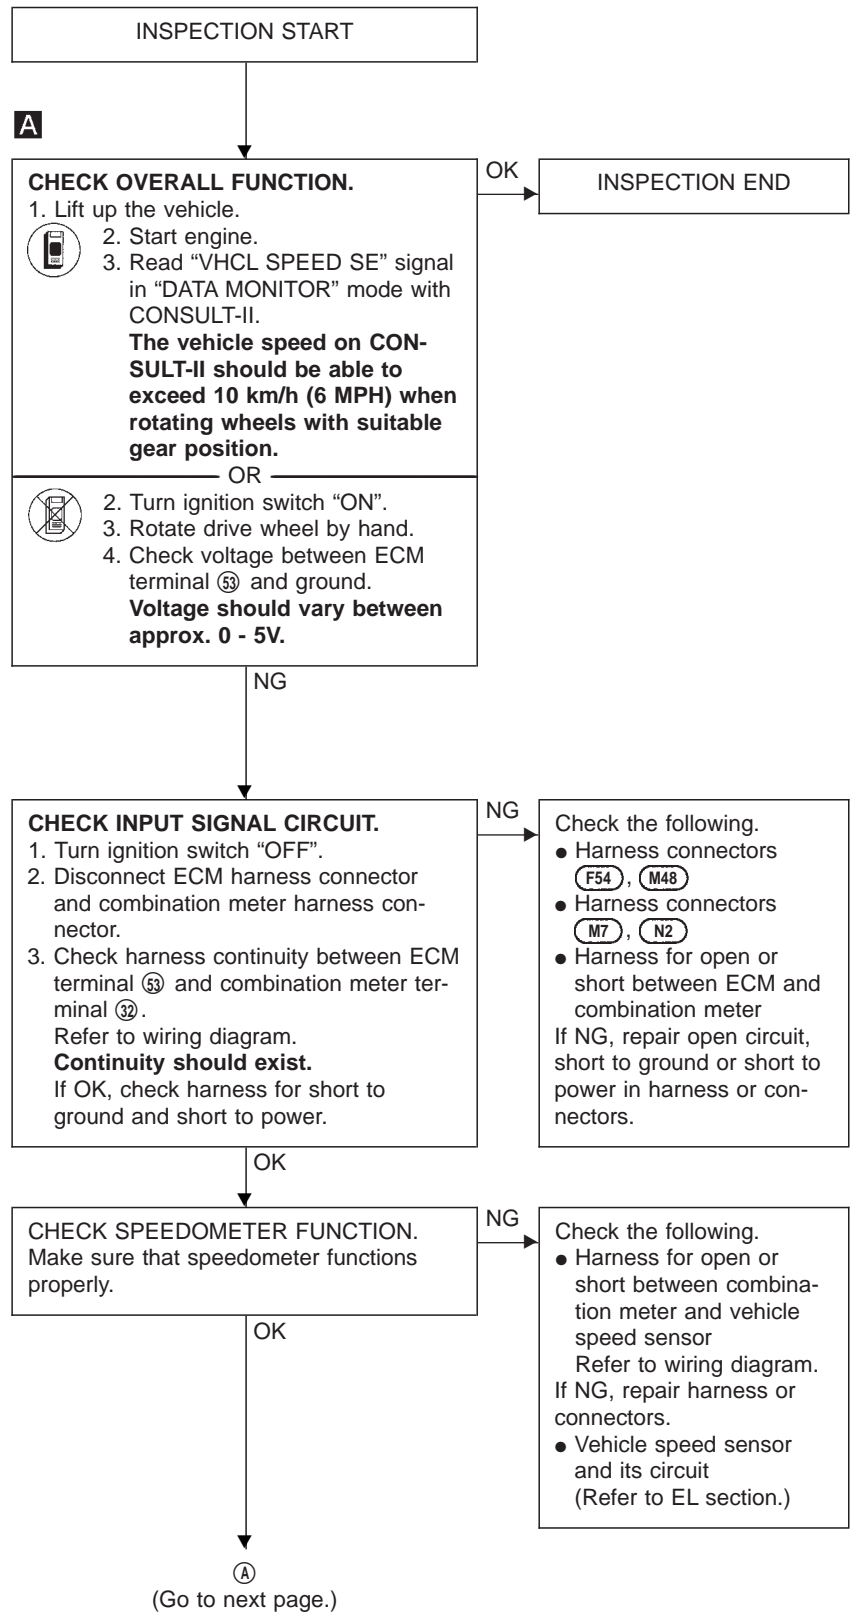 INSPECTION START
A
CHECK OVERALL FUNCTION.
1. Lift up the vehicle.
2. Start engine.
3. Read “VHCL SPEED SE” signal
in “DATA MONITOR” mode with
CONSULT-II.
The vehicle speed on CON-
SULT-II should be able to
exceed 10 km/h (6 MPH) when
rotating wheels with suitable
gear position.
OR
2. Turn ignition switch “ON”.
3. Rotate drive wheel by hand.
4. Check voltage between ECM
terminal 53 and ground.
Voltage should vary between
approx. 0 - 5V.
OK
INSPECTION END
NG
CHECK INPUT SIGNAL CIRCUIT.
1. Turn ignition switch “OFF”.
2. Disconnect ECM harness connector
and combination meter harness con-
nector.
3. Check harness continuity between ECM
terminal 53 and combination meter ter-
minal 32.
Refer to wiring diagram.
Continuity should exist.
If OK, check harness for short to
ground and short to power.
NG
Check the following.
● Harness connectors
F54, M48
● Harness connectors
M7, N2
● Harness for open or
short between ECM and
combination meter
If NG, repair open circuit,
short to ground or short to
power in harness or con-
nectors.
OK
CHECK SPEEDOMETER FUNCTION.
Make sure that speedometer functions
properly.
NG
Check the following.
● Harness for open or
short between combina-
tion meter and vehicle
speed sensor
Refer to wiring diagram.
If NG, repair harness or
connectors.
● Vehicle speed sensor
and its circuit
(Refer to EL section.)
OK
Ⓐ
(Go to next page.)